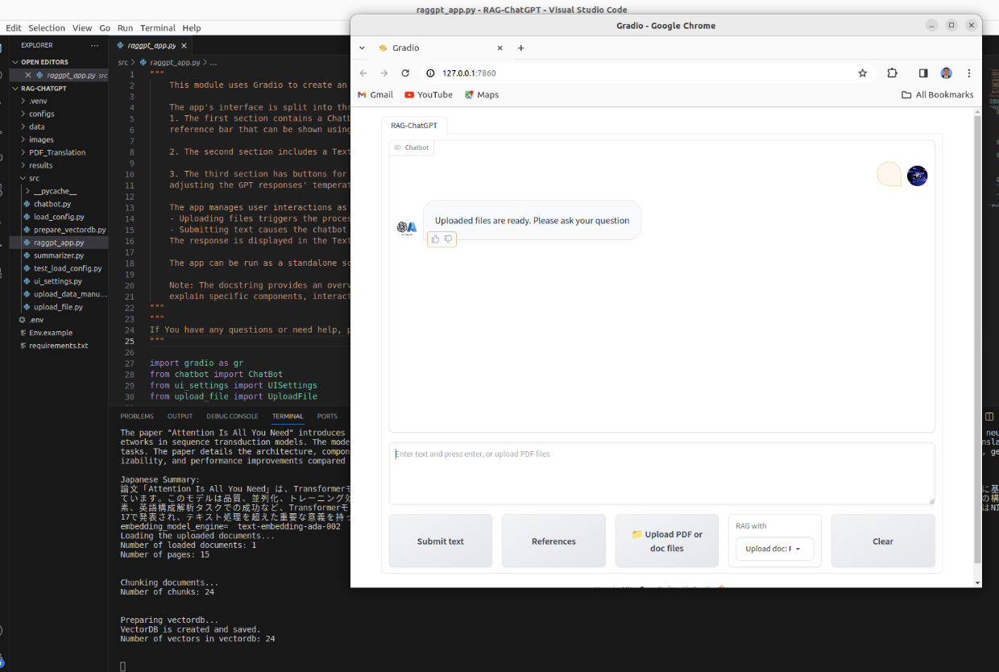 raggpt_app.py - RAG-ChatGPT - Visual Studio Code
Edit Selection View Go Run Terminal Help
EXPLORER
OPEN EDITORS
raggpt_app.py src
RAG-CHATGPT
.venv
configs
data
images
PDF_Translation
results
src
__pycache__
chatbot.py
load_config.py
prepare_vectordb.py
raggpt_app.py
summarizer.py
test_load_config.py
ui_settings.py
upload_data_manu...
upload_file.py
.env
Env.example
requirements.txt
raggpt_app.py
src > raggpt_app.py > ...
1 """
2 This module uses Gradio to create an
3
4 The app's interface is split into thr
5 1. The first section contains a Chatb
6 reference bar that can be shown using
7
8 2. The second section includes a Text
9
10 3. The third section has buttons for
11 adjusting the GPT responses' temperat
12
13 The app manages user interactions as
14 - Uploading files triggers the proces
15 - Submitting text causes the chatbot
16 The response is displayed in the Text
17
18 The app can be run as a standalone sc
19
20 Note: The docstring provides an overv
21 explain specific components, interact
22 """
23 """
24 If You have any questions or need help, p
25 """
26
27 import gradio as gr
28 from chatbot import ChatBot
29 from ui_settings import UISettings
30 from upload_file import UploadFile
PROBLEMS OUTPUT DEBUG CONSOLE TERMINAL PORTS
The paper "Attention Is All You Need" introduces
etworks in sequence transduction models. The mode
tasks. The paper details the architecture, compon
izability, and performance improvements compared
Japanese Summary:
論文「Attention Is All You Need」は、Transformerモ
ています。このモデルは品質、並列化、トレーニング効
素、英語構成解析タスクでの成功など、Transformerモ
17で発表され、テキスト処理を超えた重要な意義を持っ
embedding_model_engine= text-embedding-ada-002
Loading the uploaded documents...
Number of loaded documents: 1
Number of pages: 15
Chunking documents...
Number of chunks: 24
Preparing vectordb...
VectorDB is created and saved.
Number of vectors in vectordb: 24
Gradio - Google Chrome
Gradio
127.0.0.1:7860
Gmail YouTube Maps All Bookmarks
RAG-ChatGPT
Chatbot
Uploaded files are ready. Please ask your question
Enter text and press enter, or upload PDF files
Submit text
References
Upload PDF or
doc files
RAG with
Upload doc: F
Clear
neu
nsla
, ge
に基
の構
はNI